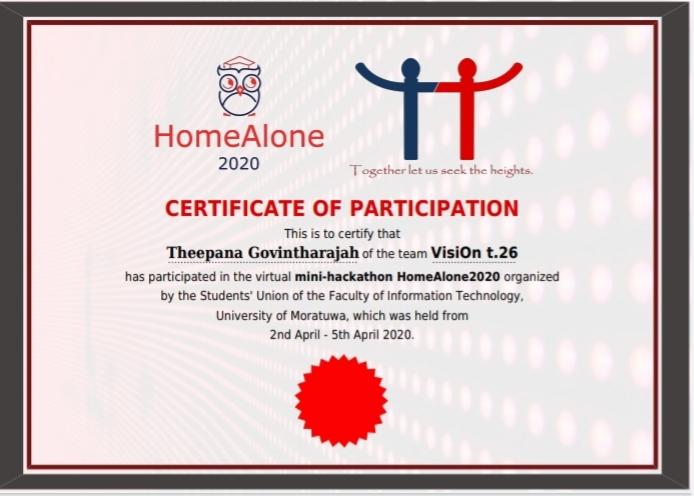 HomeAlone
2020
Together let us seek the heights.
CERTIFICATE OF PARTICIPATION
This is to certify that
Theepana Govintharajah of the team VisiOn t.26
has participated in the virtual mini-hackathon HomeAlone2020 organized
by the Students' Union of the Faculty of Information Technology,
University of Moratuwa, which was held from
2nd April - 5th April 2020.